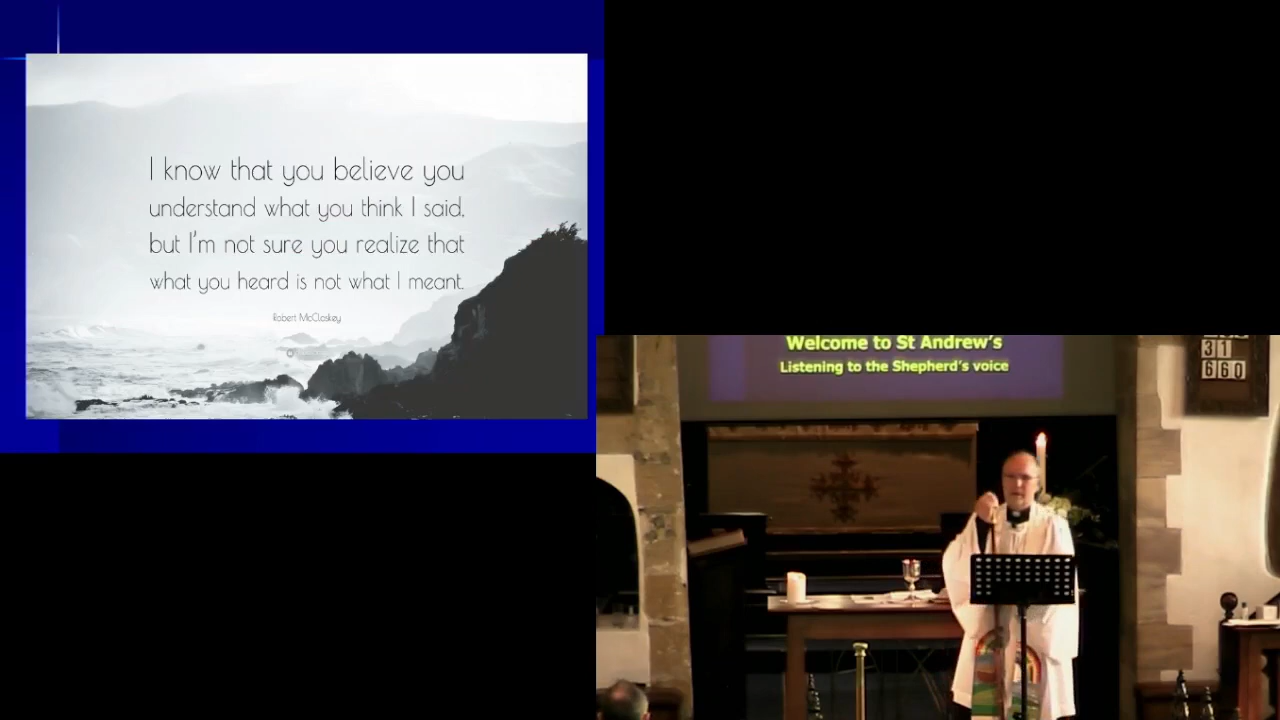 I know that you believe you
understand what you think I said,
but I'm not sure you realize that
what you heard is not what I meant.
Robert McCloskey
Welcome to St Andrew's
Listening to the Shepherd's voice
31
660